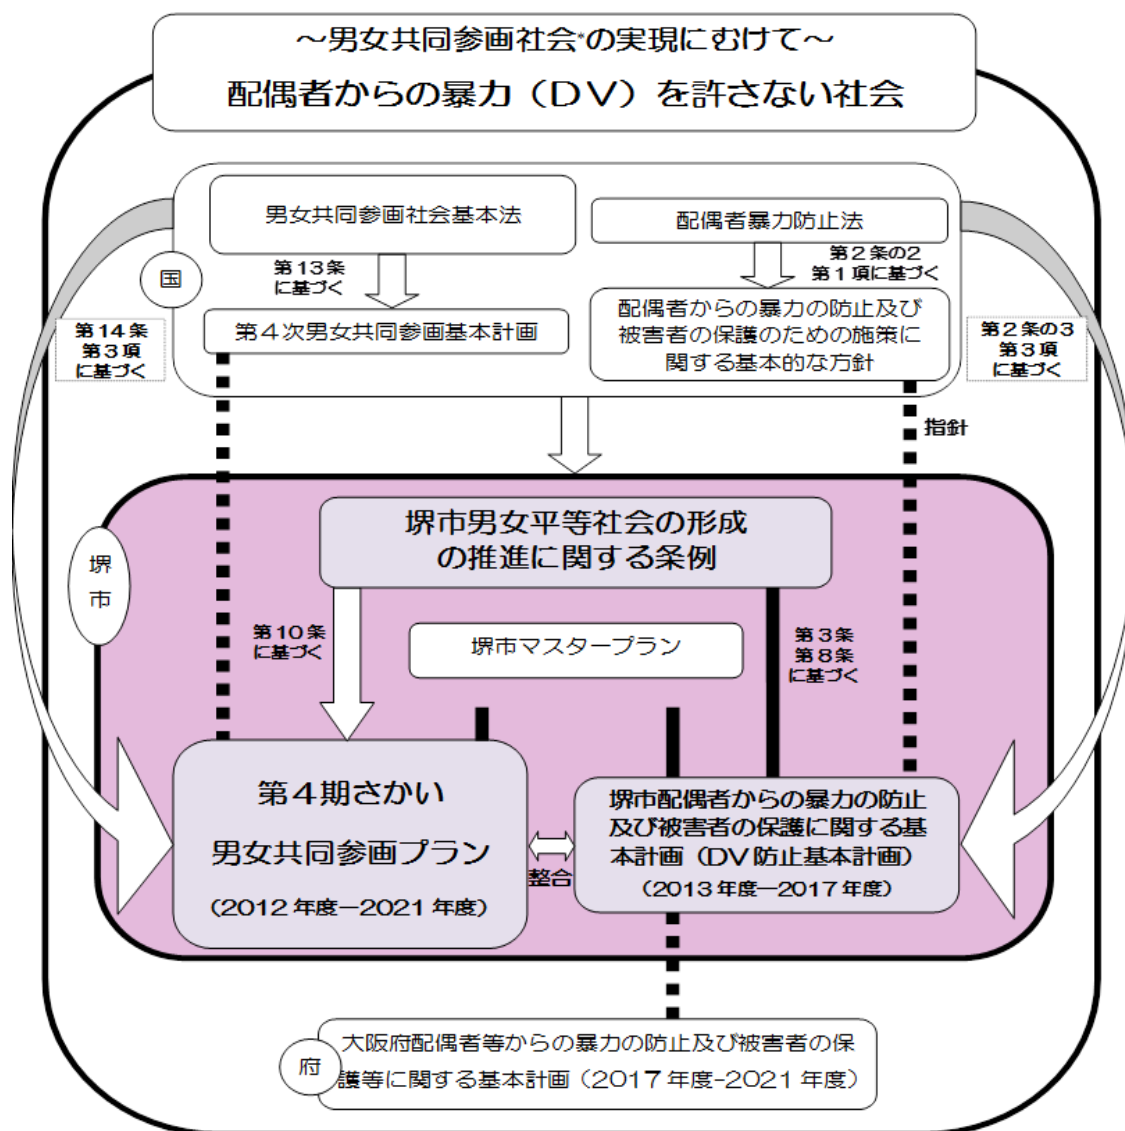 ～男女共同参画社会*の実現にむけて～
配偶者からの暴力（ＤＶ）を許さない社会
男女共同参画社会基本法
配偶者暴力防止法
国
第13条
に基づく
第２条の２
第１項に基づく
第４次男女共同参画基本計画
配偶者からの暴力の防止及び
被害者の保護のための施策に
関する基本的な方針
第14条
第３項
に基づく
第２条の３
第３項
に基づく
指針
堺市男女平等社会の形成
の推進に関する条例
堺
市
第10条
に基づく
堺市マスタープラン
第３条
第８条
に基づく
第４期さかい
男女共同参画プラン
（2012年度―2021年度）
整合
堺市配偶者からの暴力の防止
及び被害者の保護に関する基
本計画（DV防止基本計画）
（2013年度―2017年度）
府
大阪府配偶者等からの暴力の防止及び被害者の保
護等に関する基本計画（2017年度-2021年度）